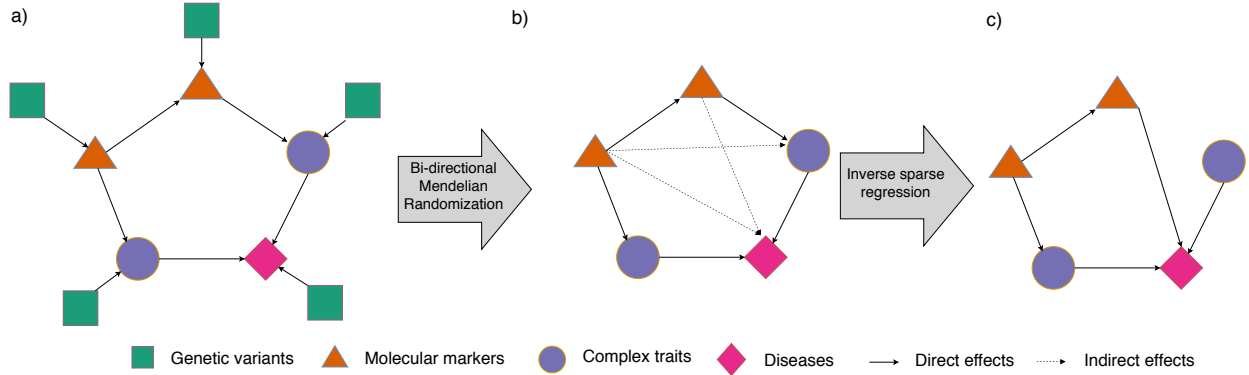 a)
b)
c)
Bi-directional
Mendelian
Randomization
Inverse sparse
regression
Genetic variants
Molecular markers
Complex traits
Diseases
Direct effects
Indirect effects